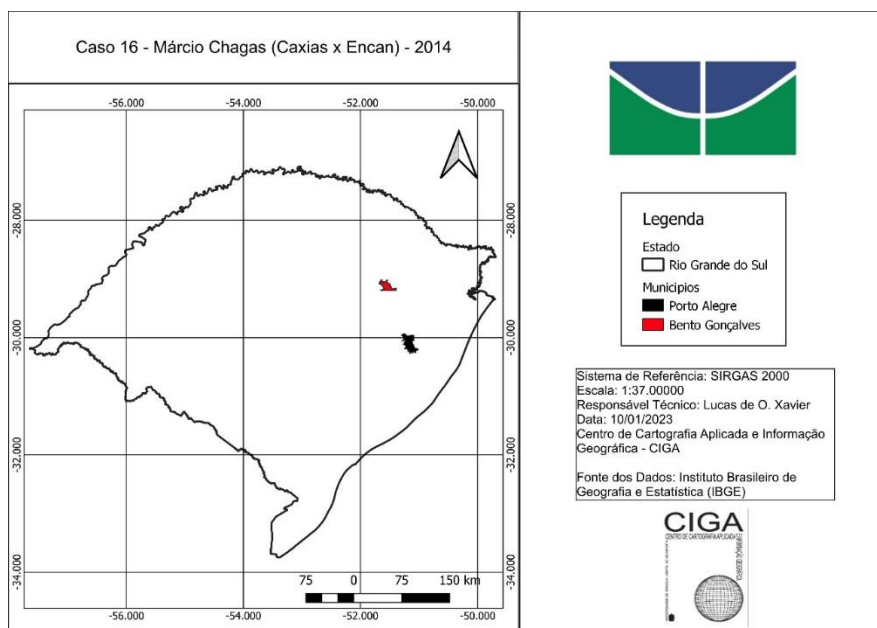 Caso 16 - Márcio Chagas (Caxias x Encan) - 2014
-56.000 -54.000 -52.000 -50.000
-28.000
-28.000
-30.000
-30.000
-32.000
-32.000
-34.000
-34.000
75 0 75 150 km
-56.000 -54.000 -52.000 -50.000
Legenda
Estado
Rio Grande do Sul
Municipios
Porto Alegre
Bento Gonçalves
Sistema de Referência: SIRGAS 2000
Escala: 1:37.00000
Responsável Técnico: Lucas de O. Xavier
Data: 10/01/2023
Centro de Cartografia Aplicada e Informação
Geográfica - CIGA
Fonte dos Dados: Instituto Brasileiro de
Geografia e Estatística (IBGE)
CIGA
CENTRO DE CARTOGRAFIA APLICADA